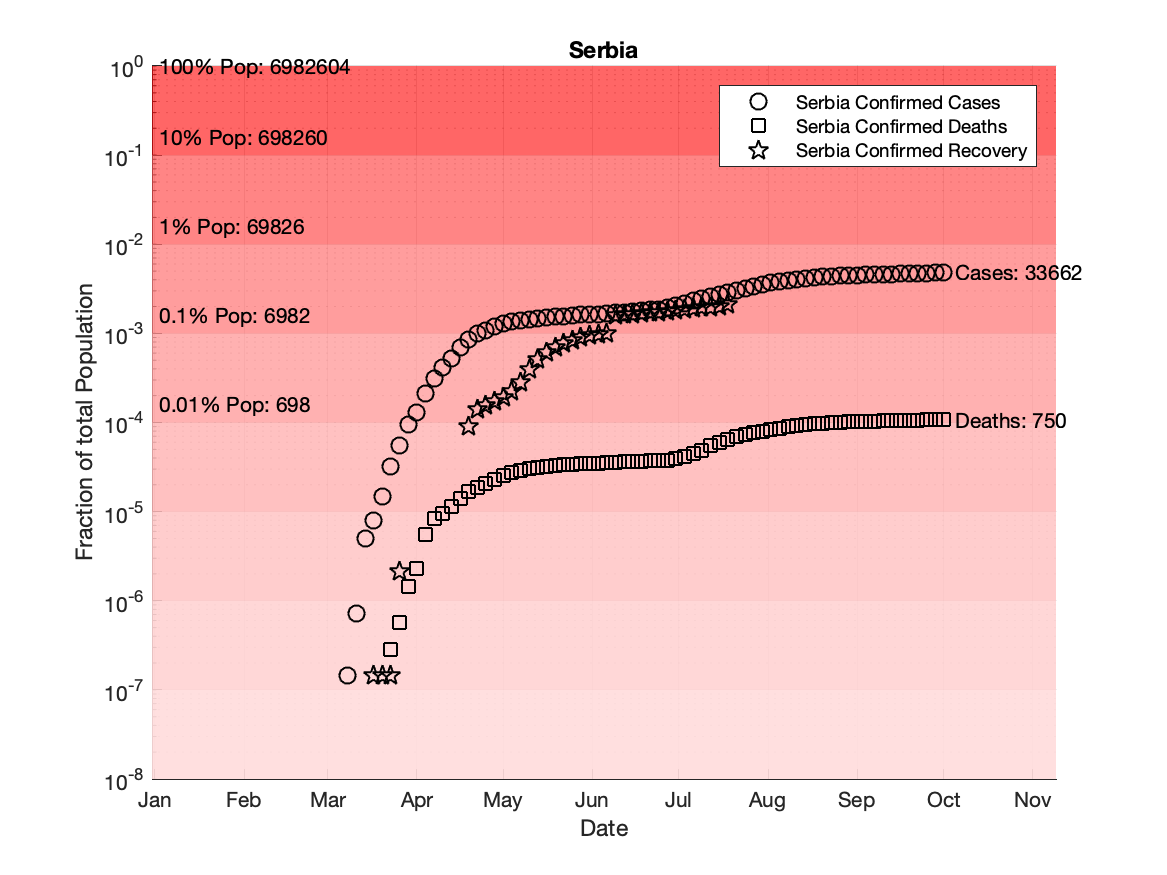 Serbia
10^0
100% Pop: 6982604
Serbia Confirmed Cases
Serbia Confirmed Deaths
Serbia Confirmed Recovery
10% Pop: 698260
10^-1
1% Pop: 69826
10^-2
Cases: 33662
0.1% Pop: 6982
10^-3
0.01% Pop: 698
10^-4
Deaths: 750
10^-5
10^-6
10^-7
10^-8
Fraction of total Population
Jan Feb Mar Apr May Jun Jul Aug Sep Oct Nov
Date